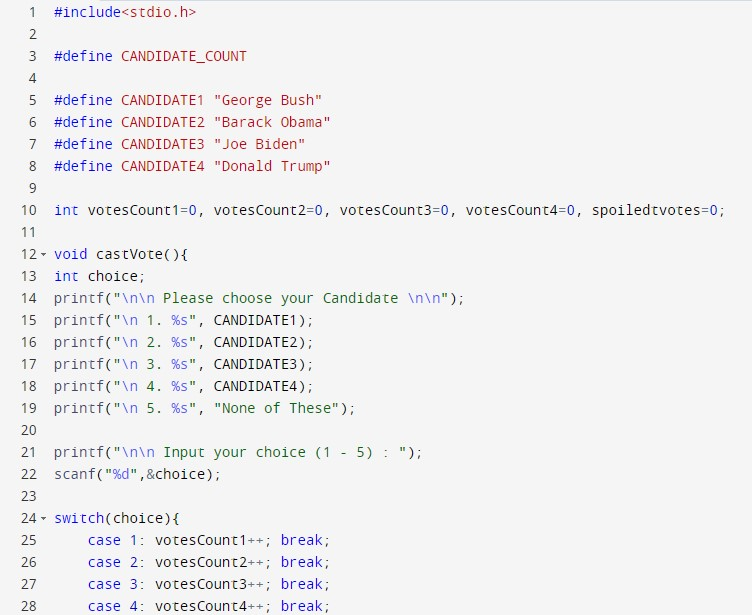 1 #include<stdio.h>
2
3 #define CANDIDATE_COUNT
4
5 #define CANDIDATE1 "George Bush"
6 #define CANDIDATE2 "Barack Obama"
7 #define CANDIDATE3 "Joe Biden"
8 #define CANDIDATE4 "Donald Trump"
9
10 int votesCount1=0, votesCount2=0, votesCount3=0, votesCount4=0, spoiledtvotes=0;
11
12 void castVote(){
13 int choice;
14 printf("\n\n Please choose your Candidate \n\n");
15 printf("\n 1. %s", CANDIDATE1);
16 printf("\n 2. %s", CANDIDATE2);
17 printf("\n 3. %s", CANDIDATE3);
18 printf("\n 4. %s", CANDIDATE4);
19 printf("\n 5. %s", "None of These");
20
21 printf("\n\n Input your choice (1 - 5) : ");
22 scanf("%d",&choice);
23
24 switch(choice){
25     case 1: votesCount1++; break;
26     case 2: votesCount2++; break;
27     case 3: votesCount3++; break;
28     case 4: votesCount4++; break;